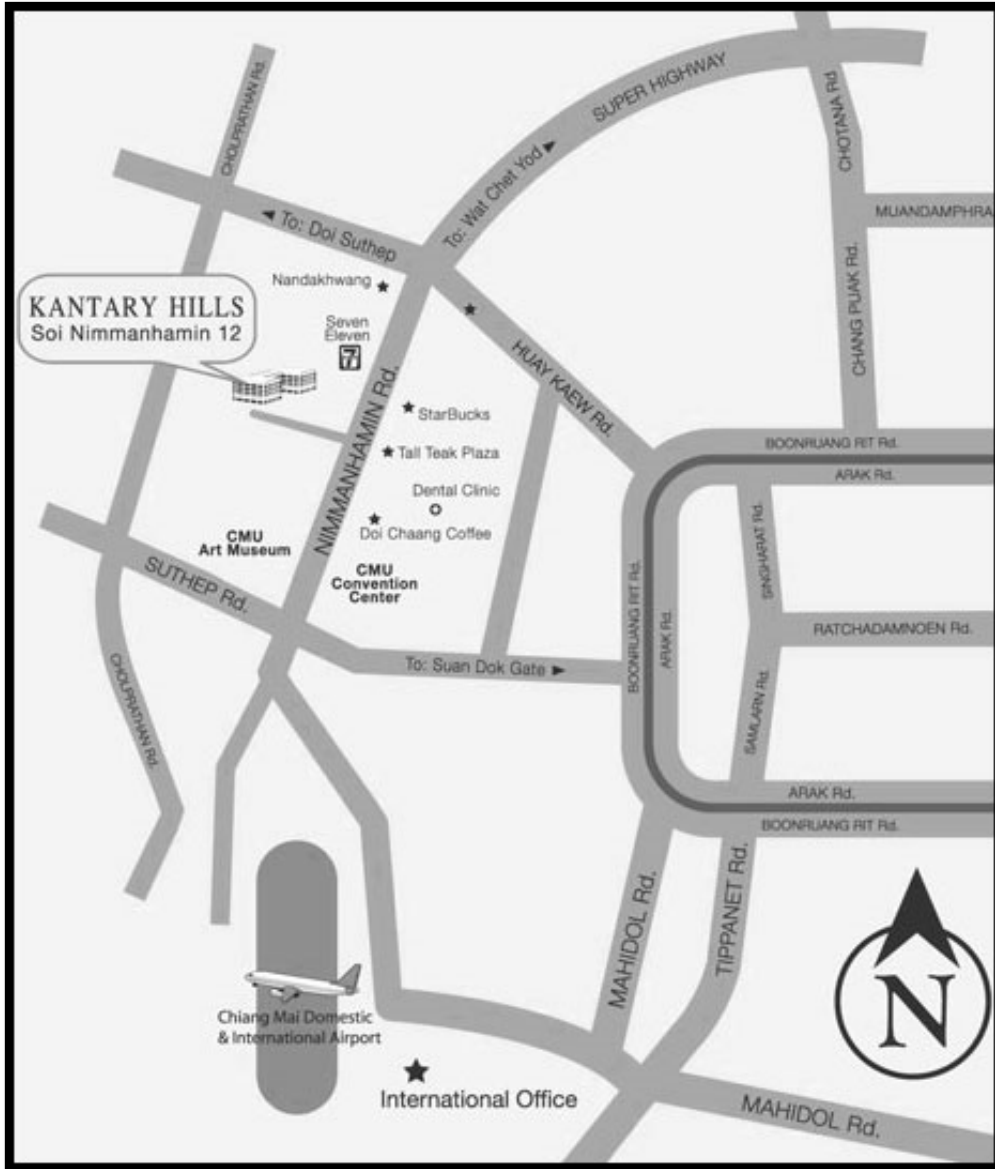 CHOLPRATHAN Rd.
SUPER HIGHWAY
CHOTANA Rd
To: Wat Chet Yod ►
◄ To: Doi Suthep
MUANDAMPHRA
CHANG PUAK Rd.
Nandakhwang
KANTARY HILLS
Soi Nimmanhamin 12
Seven
Eleven
7
HUAY KAEW Rd.
NIMMANHAMIN Rd.
StarBucks
Tall Teak Plaza
Dental Clinic
Doi Chaang Coffee
BOONRUANG RIT Rd.
ARAK Rd.
CMU
Art Museum
CMU
Convention
Center
SUTHEP Rd.
SINGHARAT Rd.
BOONRUANG RIT Rd.
ARAK Rd.
RATCHADAMNOEN Rd.
To: Suan Dok Gate ►
CHOLPRATHAN Rd.
SAMLARN Rd.
ARAK Rd.
BOONRUANG RIT Rd.
MAHIDOL Rd.
TIPPANET Rd.
N
Chiang Mai Domestic
& International Airport
International Office
MAHIDOL Rd.